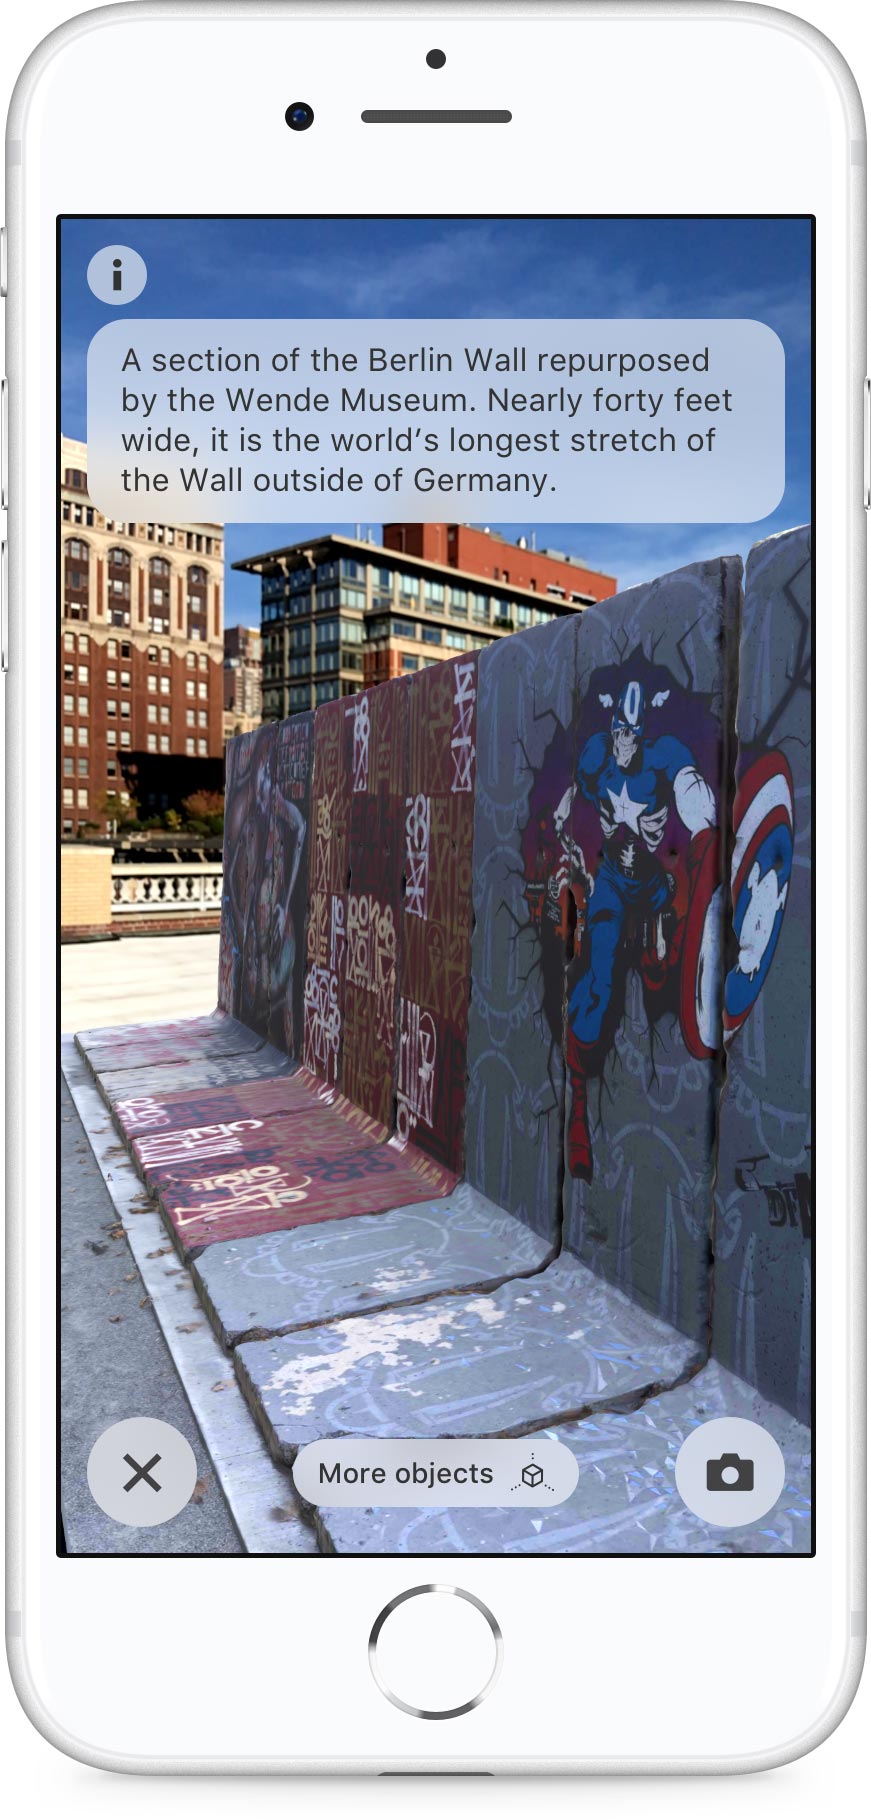 A section of the Berlin Wall repurposed
by the Wende Museum. Nearly forty feet
wide, it is the world’s longest stretch of
the Wall outside of Germany.
More objects